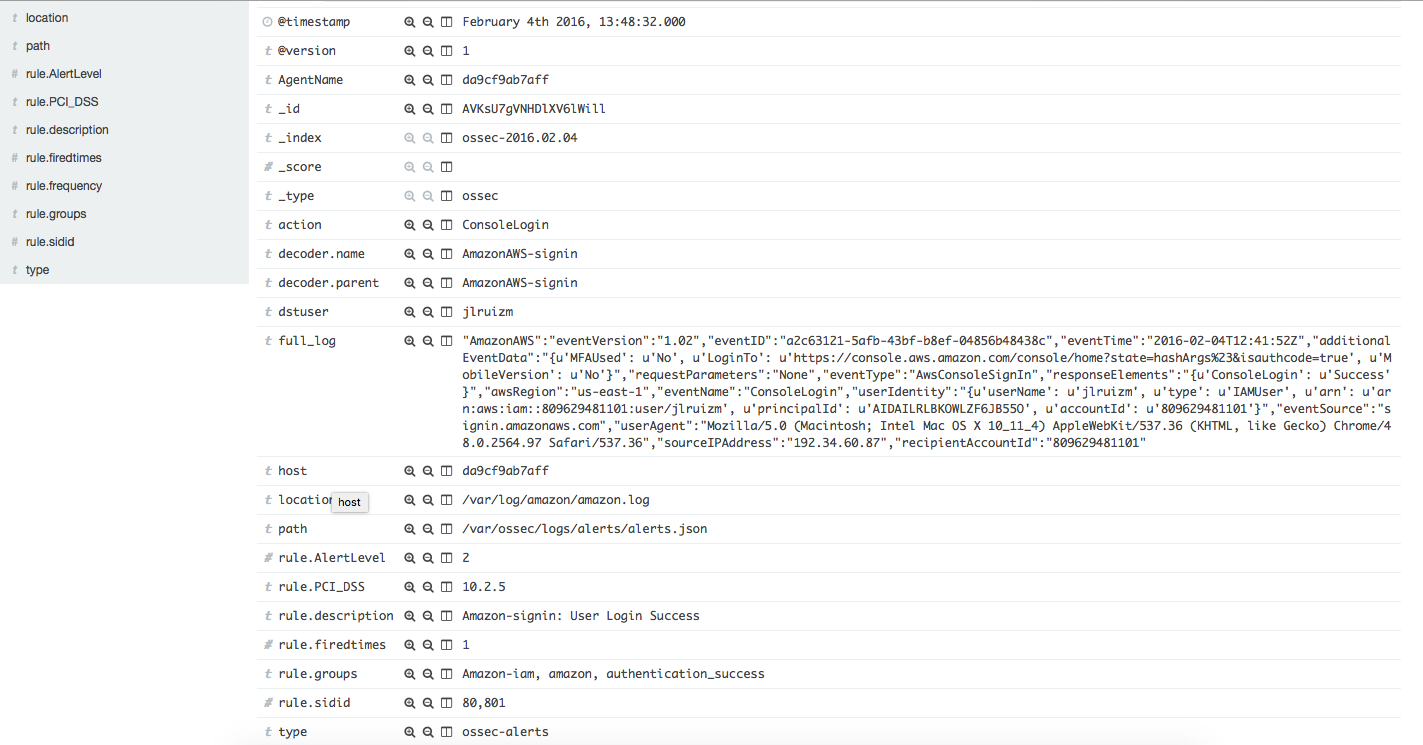 location
path
rule.AlertLevel
rule.PCI_DSS
rule.description
rule.firedtimes
rule.frequency
rule.groups
rule.sidid
type
@timestamp February 4th 2016, 13:48:32.000
@version 1
AgentName da9cf9ab7aff
_id AVKsU7gVNHDlXV6lWill
_index ossec-2016.02.04
_score
_type ossec
action ConsoleLogin
decoder.name AmazonAWS-signin
decoder.parent AmazonAWS-signin
dstuser jlruizm
full_log "AmazonAWS":"eventVersion":"1.02","eventID":"a2c63121-5afb-43bf-b8ef-04856b48438c","eventTime":"2016-02-04T12:41:52Z","additional
EventData":"{u'MFAUsed': u'No', u'LoginTo': u'https://console.aws.amazon.com/console/home?state=hashArgs%23&isauthcode=true', u'M
obileVersion': u'No'}","requestParameters":"None","eventType":"AwsConsoleSignIn","responseElements":"{u'ConsoleLogin': u'Success'
}","awsRegion":"us-east-1","eventName":"ConsoleLogin","userIdentity":"{u'userName': u'jlruizm', u'type': u'IAMUser', u'arn': u'ar
n:aws:iam::809629481101:user/jlruizm', u'principalId': u'AIDAILRLBKOWLZF6JB55O', u'accountId': u'809629481101'}","eventSource":"s
ignin.amazonaws.com","userAgent":"Mozilla/5.0 (Macintosh; Intel Mac OS X 10_11_4) AppleWebKit/537.36 (KHTML, like Gecko) Chrome/4
8.0.2564.97 Safari/537.36","sourceIPAddress":"192.34.60.87","recipientAccountId":"809629481101"
host da9cf9ab7aff
location /var/log/amazon/amazon.log
host
path /var/ossec/logs/alerts/alerts.json
rule.AlertLevel 2
rule.PCI_DSS 10.2.5
rule.description Amazon-signin: User Login Success
rule.firedtimes 1
rule.groups Amazon-iam, amazon, authentication_success
rule.sidid 80,801
type ossec-alerts